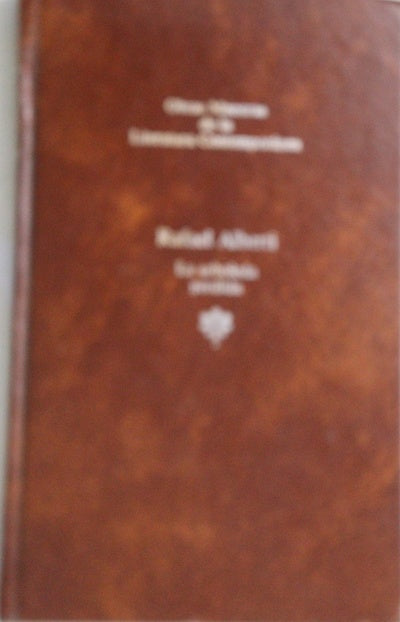 Obras Maestras
de la
Literatura Contemporánea
Rafael Alberti
La arboleda
perdida